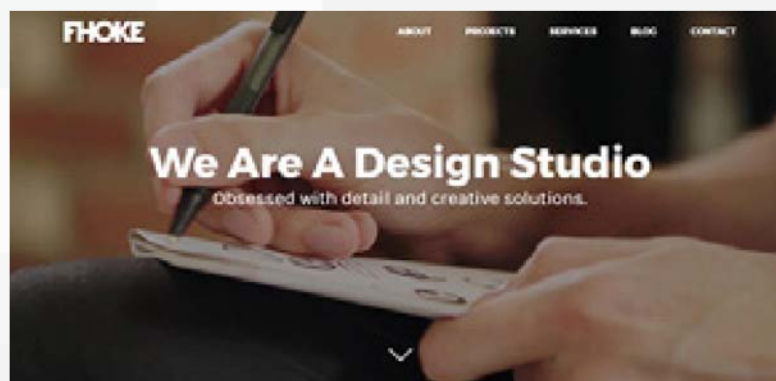 FHOKE
ABOUT PROJECTS SERVICES BLOG CONTACT
We Are A Design Studio
Obsessed with detail and creative solutions.